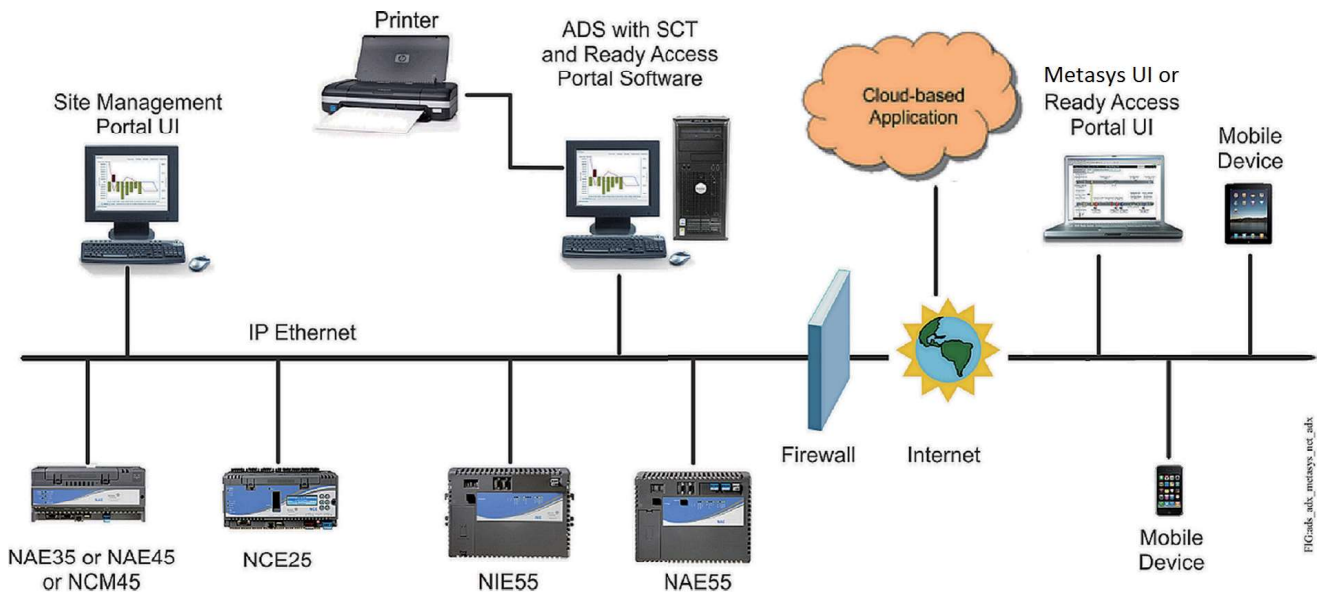 Printer
ADS with SCT
and Ready Access
Portal Software
Site Management
Portal UI
Cloud-based
Application
Metasys UI or
Ready Access
Portal UI
Mobile
Device
IP Ethernet
Firewall
Internet
NAE35 or NAE45
or NCM45
NCE25
NIE55
NAE55
Mobile
Device
FIG:ads_adx_metasys_net_adx